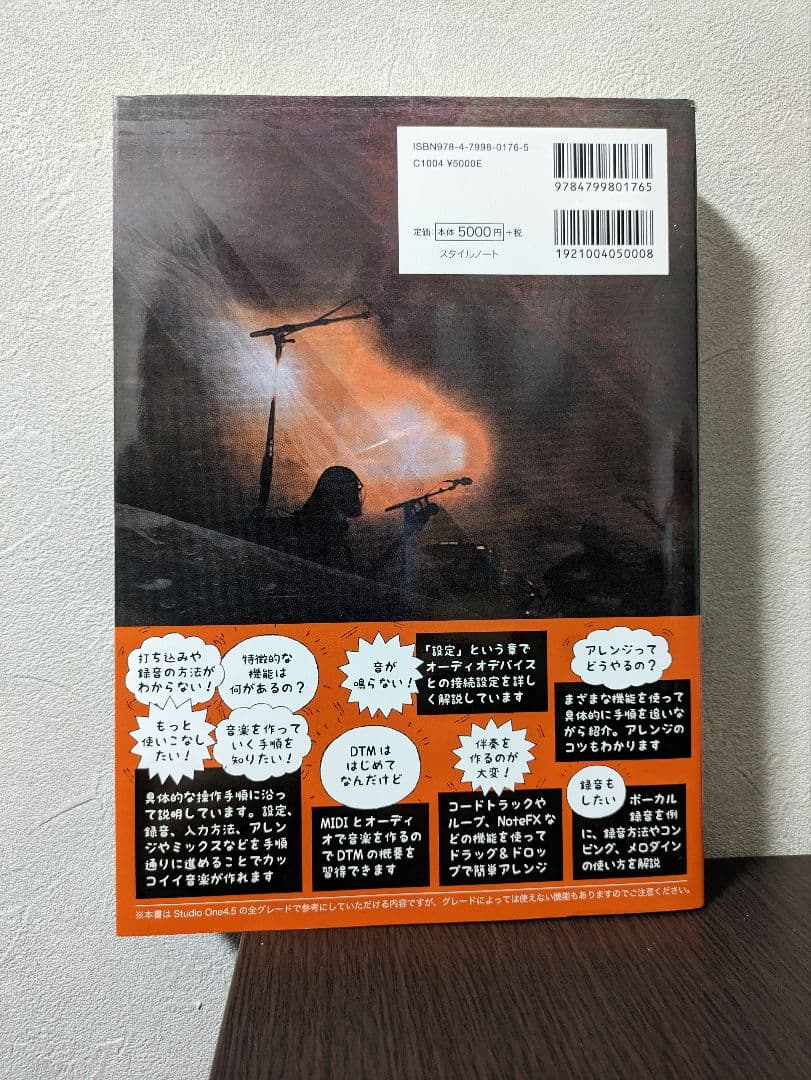 ISBN978-4-7998-0176-5
C1004 ¥5000E
9784799801765
定価：本体 5000円 +税
スタイルノート
1921004050008
打ち込みや
録音の方法が
わからない！
特徴的な
機能は
何があるの？
音が
鳴らない！
「設定」という章で
オーディオデバイス
との接続設定を詳し
く解説しています
アレンジって
どうやるの？
まざまな機能を使って
具体的に手順を追いな
がら紹介。アレンジの
コツもわかります
もっと
使いこなし
たい！
音楽を作って
いく手順を
知りたい！
具体的な操作手順に沿っ
て説明しています。設定、
録音、入力方法、アレン
ジやミックスなどを手順
通りに進めることでカッ
コイイ音楽が作れます
DTMは
はじめて
なんだけど
MIDIとオーディ
オで音楽を作るの
でDTMの概要を
習得できます
伴奏を
作るのが
大変！
コードトラックや
ループ、NoteFXな
どの機能を使って
ドラッグ＆ドロッ
プで簡単アレンジ
録音も
したい
ボーカル
録音を例
に、録音方法やコン
ピング、メロダイン
の使い方を解説
※本書は Studio One4.5 の全グレードで参考にしていただける内容ですが、グレードによっては使えない機能もありますのでご注意ください。